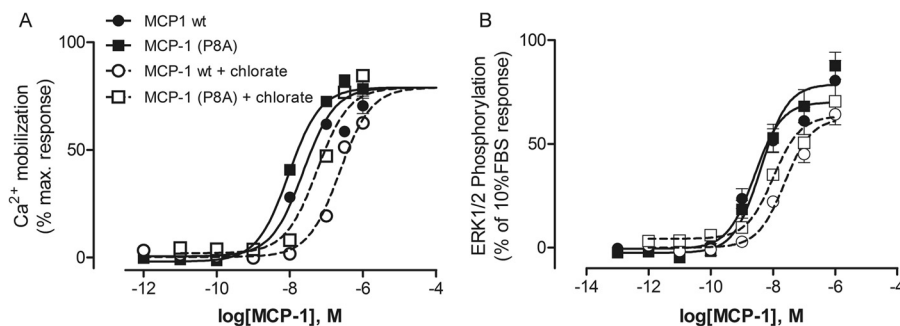 A
MCP1 wt
MCP-1 (P8A)
MCP-1 wt + chlorate
MCP-1 (P8A) + chlorate
Ca2+ mobilization
(% max. response)
100
50
0
-12 -10 -8 -6 -4
log[MCP-1], M
B
ERK1/2 Phosphorylation
(% of 10%FBS response)
100
50
0
-14 -12 -10 -8 -6 -4
log[MCP-1], M